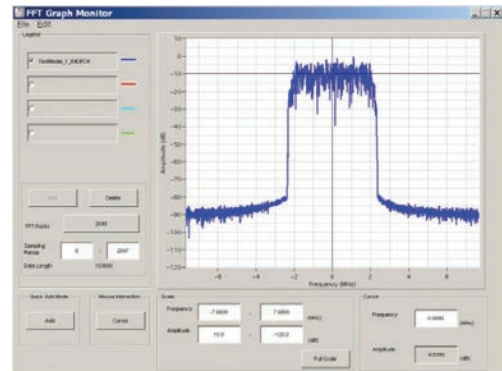 FFT Graph Monitor
File Edit
Legend
TestModel_1_64DPCH
Add Delete
FFT Points 2048
Sampling Range 0 - 2047
Data Length 153600
Quick Add Mode
Add
Mouse Interaction
Cursor
10
0
-10
-20
-30
-40
-50
-60
-70
-80
-90
-100
-110
-120
Amplitude (dB)
-6 -4 -2 0 2 4 6
Frequency (MHz)
Scale
Frequency -7.6800 - 7.6800 (MHz)
Amplitude 10.0 - -120.0 (dB)
Full Scale
Cursor
Frequency 0.0000 (MHz)
Amplitude (dB)